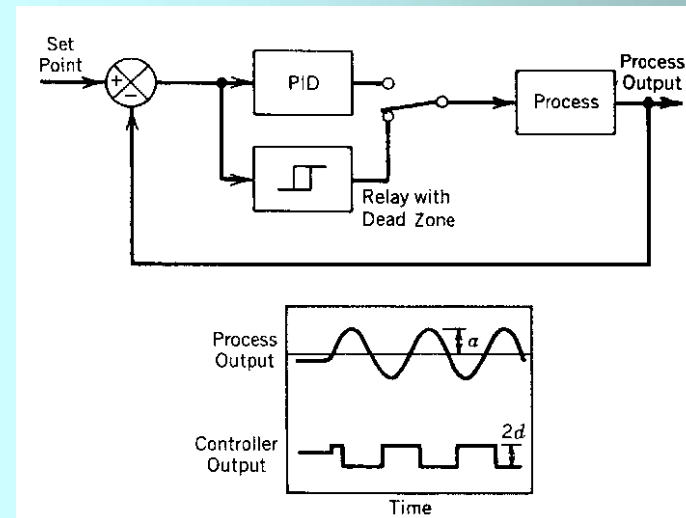 Set
Point
+
−
PID
Relay with
Dead Zone
Process
Process
Output
Process
Output
a
Controller
Output
2d
Time